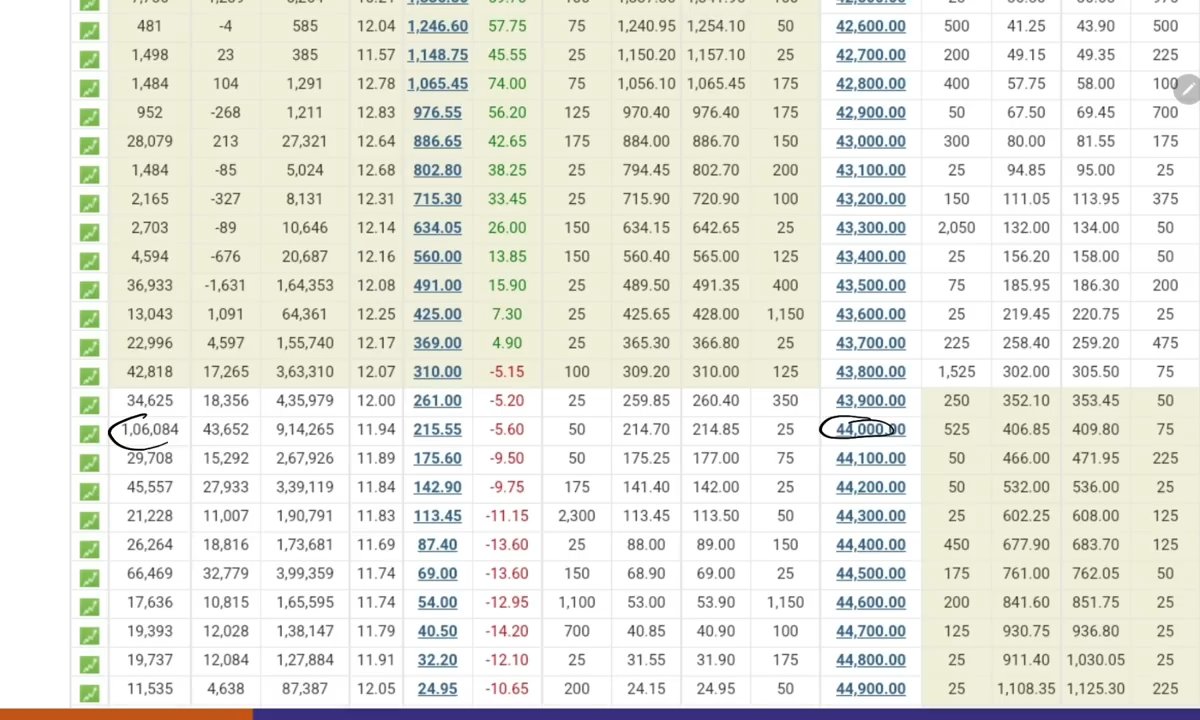 481 -4 585 12.04 1,246.60 57.75 75 1,240.95 1,254.10 50 42,600.00 500 41.25 43.90 500
1,498 23 385 11.57 1,148.75 45.55 25 1,150.20 1,157.10 25 42,700.00 200 49.15 49.35 225
1,484 104 1,291 12.78 1,065.45 74.00 75 1,056.10 1,065.45 175 42,800.00 400 57.75 58.00 100
952 -268 1,211 12.83 976.55 56.20 125 970.40 976.40 175 42,900.00 50 67.50 69.45 700
28,079 213 27,321 12.64 886.65 42.65 175 884.00 886.70 150 43,000.00 300 80.00 81.55 175
1,484 -85 5,024 12.68 802.80 38.25 25 794.45 802.70 200 43,100.00 25 94.85 95.00 25
2,165 -327 8,131 12.31 715.30 33.45 25 715.90 720.90 100 43,200.00 150 111.05 113.95 375
2,703 -89 10,646 12.14 634.05 26.00 150 634.15 642.65 25 43,300.00 2,050 132.00 134.00 50
4,594 -676 20,687 12.16 560.00 13.85 150 560.40 565.00 125 43,400.00 25 156.20 158.00 50
36,933 -1,631 1,64,353 12.08 491.00 15.90 25 489.50 491.35 400 43,500.00 75 185.95 186.30 200
13,043 1,091 64,361 12.25 425.00 7.30 25 425.65 428.00 1,150 43,600.00 25 219.45 220.75 25
22,996 4,597 1,55,740 12.17 369.00 4.90 25 365.30 366.80 25 43,700.00 225 258.40 259.20 475
42,818 17,265 3,63,310 12.07 310.00 -5.15 100 309.20 310.00 125 43,800.00 1,525 302.00 305.50 75
34,625 18,356 4,35,979 12.00 261.00 -5.20 25 259.85 260.40 350 43,900.00 250 352.10 353.45 50
1,06,084 43,652 9,14,265 11.94 215.55 -5.60 50 214.70 214.85 25 44,000.00 525 406.85 409.80 75
29,708 15,292 2,67,926 11.89 175.60 -9.50 50 175.25 177.00 75 44,100.00 50 466.00 471.95 225
45,557 27,933 3,39,119 11.84 142.90 -9.75 175 141.40 142.00 25 44,200.00 50 532.00 536.00 25
21,228 11,007 1,90,791 11.83 113.45 -11.15 2,300 113.45 113.50 50 44,300.00 25 602.25 608.00 125
26,264 18,816 1,73,681 11.69 87.40 -13.60 25 88.00 89.00 150 44,400.00 450 677.90 683.70 125
66,469 32,779 3,99,359 11.74 69.00 -13.60 150 68.90 69.00 25 44,500.00 175 761.00 762.05 50
17,636 10,815 1,65,595 11.74 54.00 -12.95 1,100 53.00 53.90 1,150 44,600.00 200 841.60 851.75 25
19,393 12,028 1,38,147 11.79 40.50 -14.20 700 40.85 40.90 100 44,700.00 125 930.75 936.80 25
19,737 12,084 1,27,884 11.91 32.20 -12.10 25 31.55 31.90 175 44,800.00 25 911.40 1,030.05 25
11,535 4,638 87,387 12.05 24.95 -10.65 200 24.15 24.95 50 44,900.00 25 1,108.35 1,125.30 225